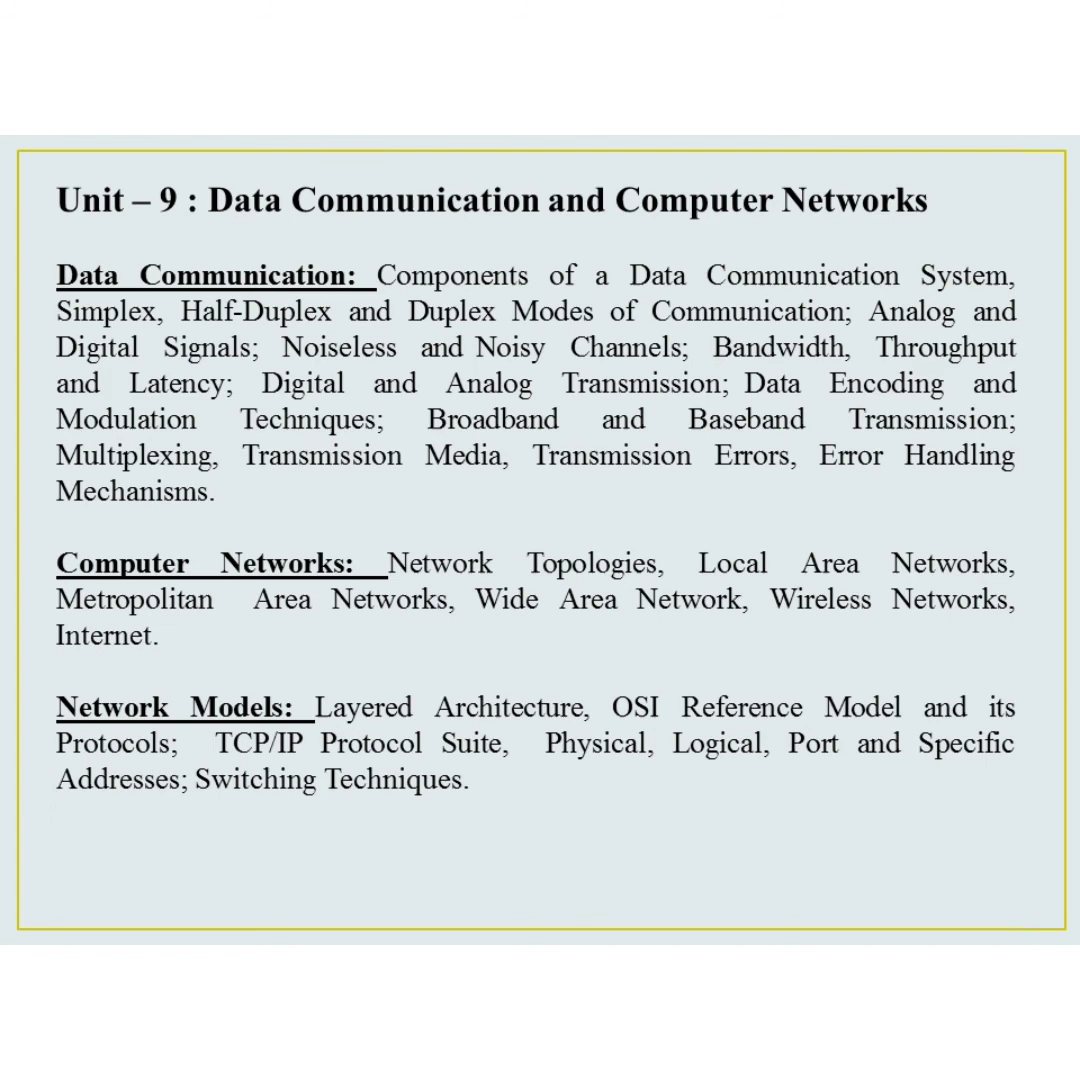 Unit – 9 : Data Communication and Computer Networks
Data Communication: Components of a Data Communication System,
Simplex, Half-Duplex and Duplex Modes of Communication; Analog and
Digital Signals; Noiseless and Noisy Channels; Bandwidth, Throughput
and Latency; Digital and Analog Transmission; Data Encoding and
Modulation Techniques; Broadband and Baseband Transmission;
Multiplexing, Transmission Media, Transmission Errors, Error Handling
Mechanisms.
Computer Networks: Network Topologies, Local Area Networks,
Metropolitan Area Networks, Wide Area Network, Wireless Networks,
Internet.
Network Models: Layered Architecture, OSI Reference Model and its
Protocols; TCP/IP Protocol Suite, Physical, Logical, Port and Specific
Addresses; Switching Techniques.